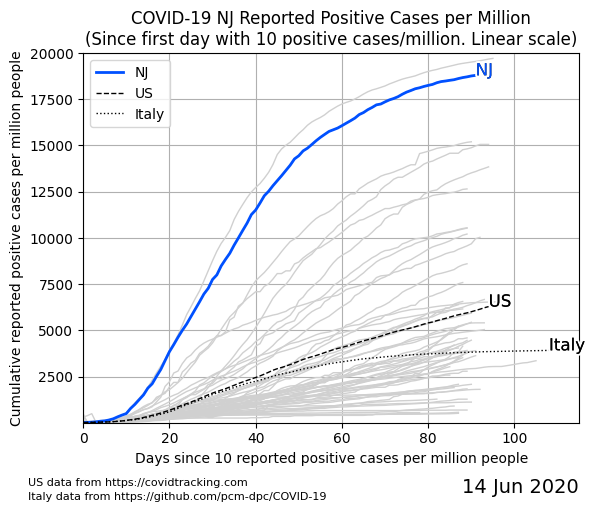 COVID-19 NJ Reported Positive Cases per Million
(Since first day with 10 positive cases/million. Linear scale)
Cumulative reported positive cases per million people
20000
17500
15000
12500
10000
7500
5000
2500
NJ
US
Italy
NJ
US
Italy
0 20 40 60 80 100
Days since 10 reported positive cases per million people
US data from https://covidtracking.com
Italy data from https://github.com/pcm-dpc/COVID-19
14 Jun 2020